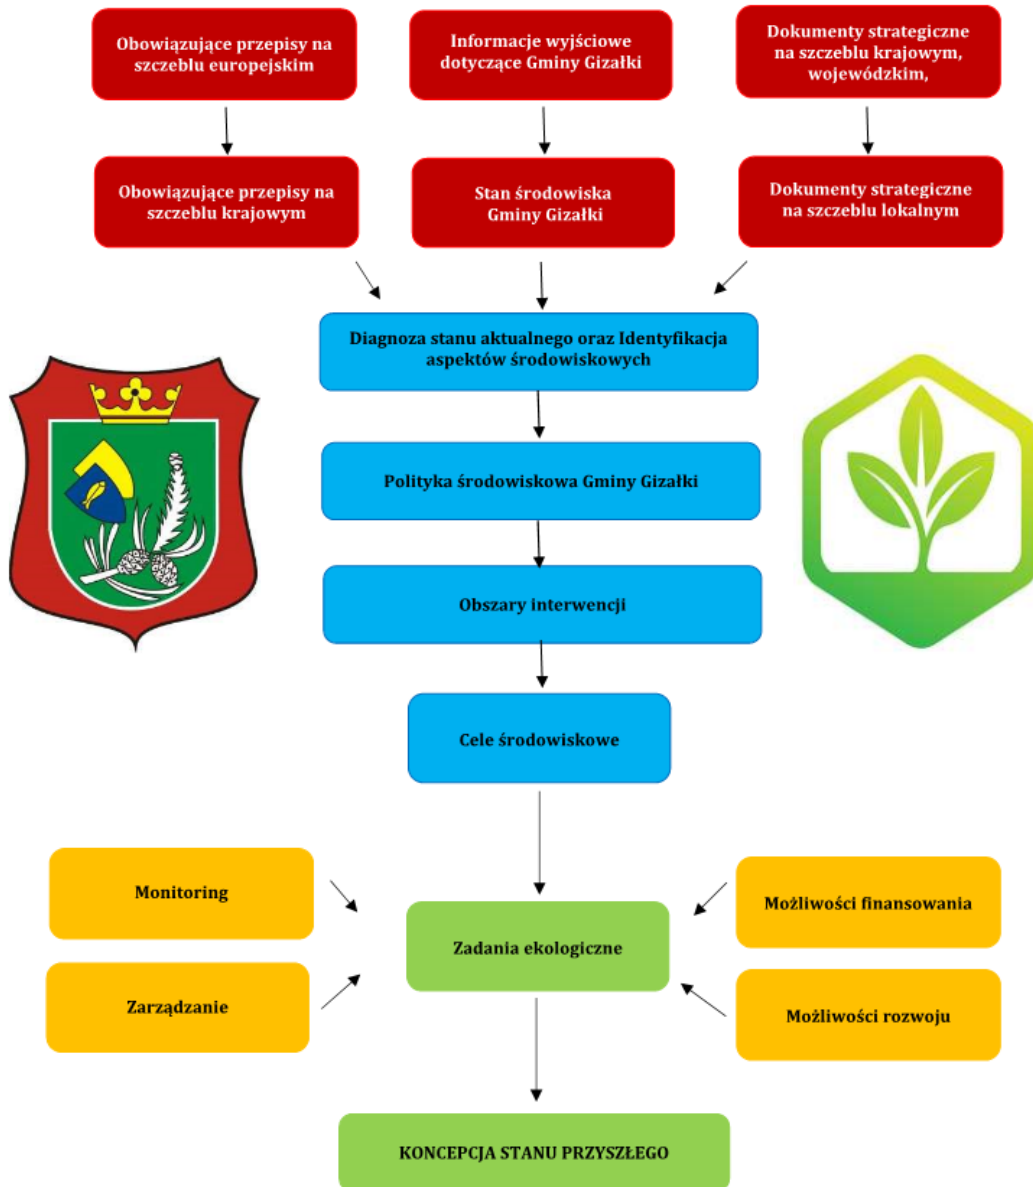 Obowiązujące przepisy na
szczeblu europejskim
Informacje wyjściowe
dotyczące Gminy Gizałki
Dokumenty strategiczne
na szczeblu krajowym,
wojewódzkim,
Obowiązujące przepisy na
szczeblu krajowym
Stan środowiska
Gminy Gizałki
Dokumenty strategiczne
na szczeblu lokalnym
Diagnoza stanu aktualnego oraz Identyfikacja
aspektów środowiskowych
Polityka środowiskowa Gminy Gizałki
Obszary interwencji
Cele środowiskowe
Monitoring
Możliwości finansowania
Zadania ekologiczne
Zarządzanie
Możliwości rozwoju
KONCEPCJA STANU PRZYSZŁEGO